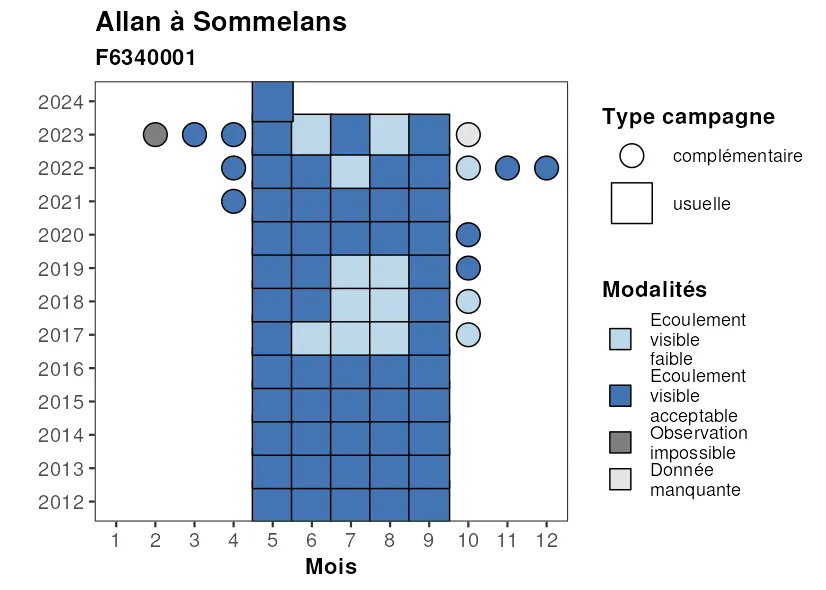 Allan à Sommelans
F6340001
2024
2023
2022
2021
2020
2019
2018
2017
2016
2015
2014
2013
2012
1 2 3 4 5 6 7 8 9 10 11 12
Mois
Type campagne
complémentaire
usuelle
Modalités
Ecoulement
visible
faible
Ecoulement
visible
acceptable
Observation
impossible
Donnée
manquante